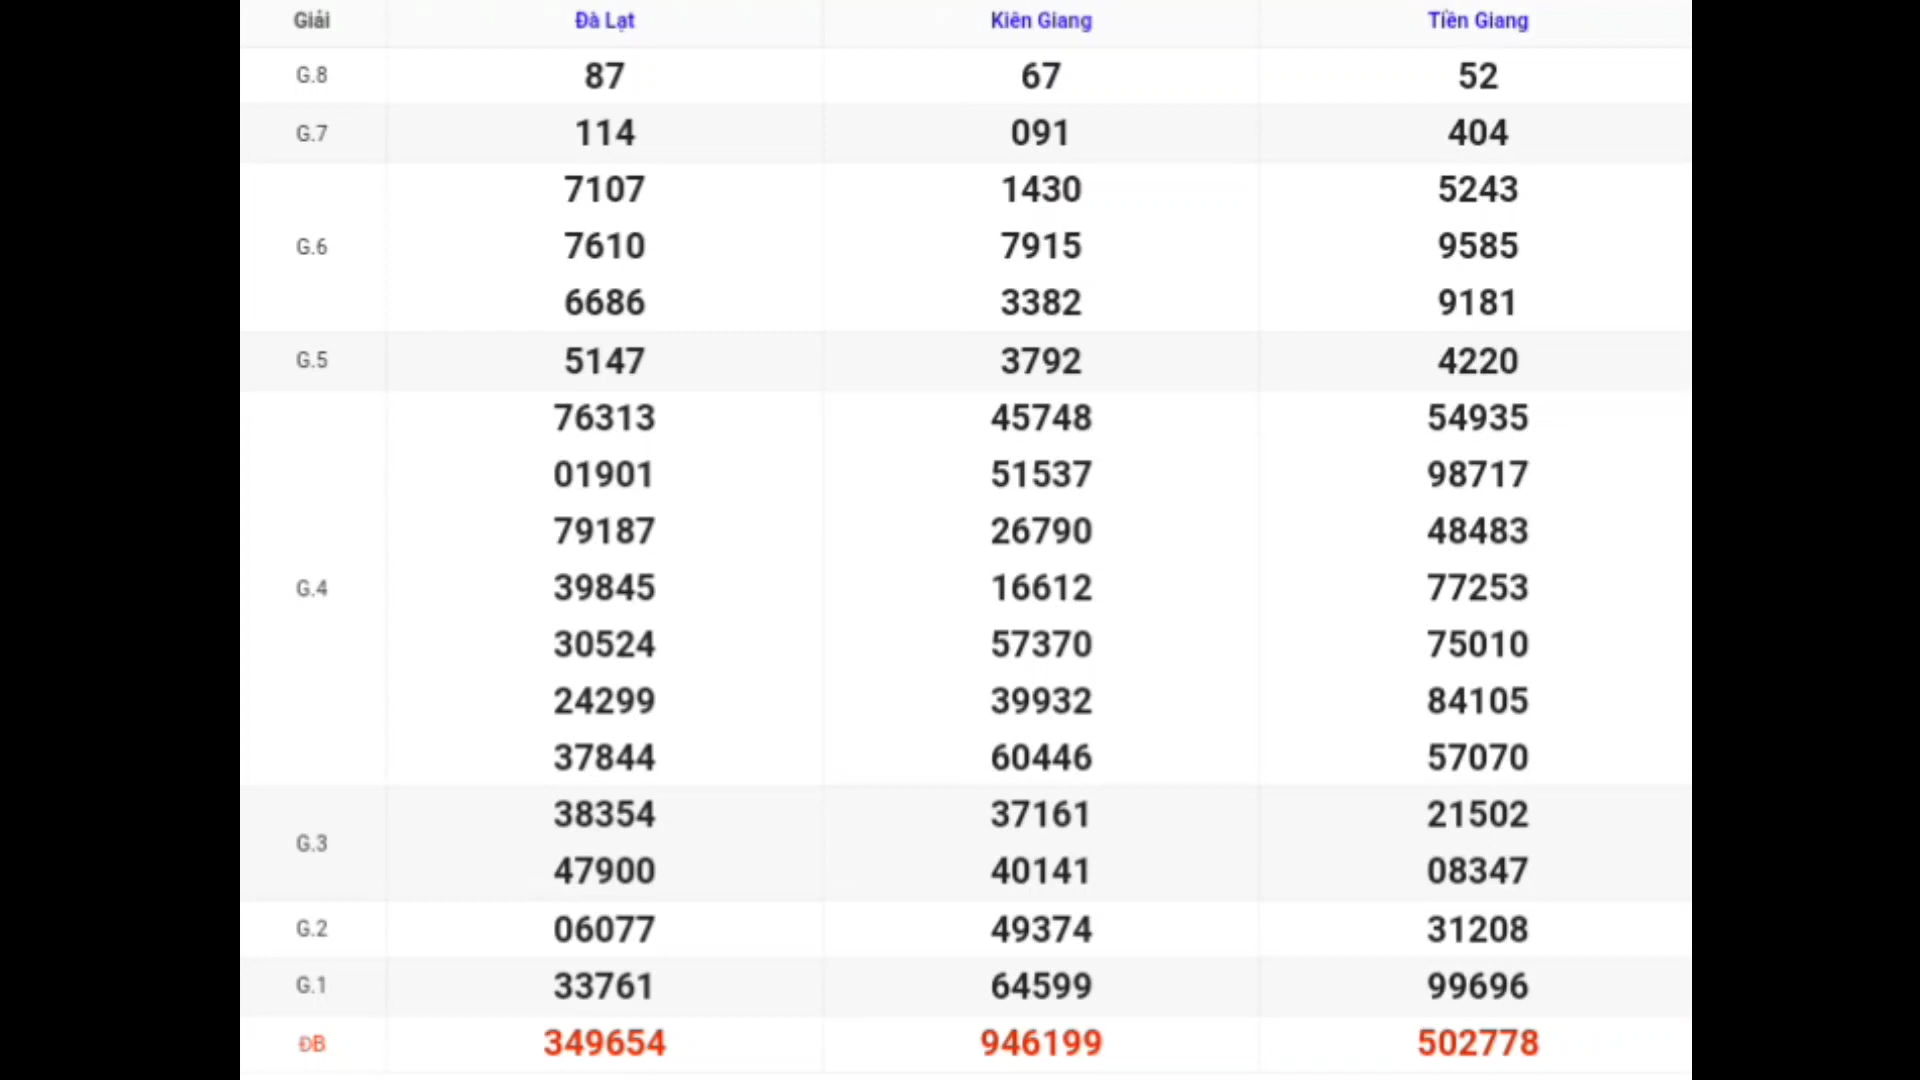 Giải Đà Lạt Kiên Giang Tiền Giang
G.8 87 67 52
G.7 114 091 404
7107 1430 5243
G.6 7610 7915 9585
6686 3382 9181
G.5 5147 3792 4220
76313 45748 54935
01901 51537 98717
79187 26790 48483
G.4 39845 16612 77253
30524 57370 75010
24299 39932 84105
37844 60446 57070
38354 37161 21502
G.3
47900 40141 08347
G.2 06077 49374 31208
G.1 33761 64599 99696
ĐB 349654 946199 502778